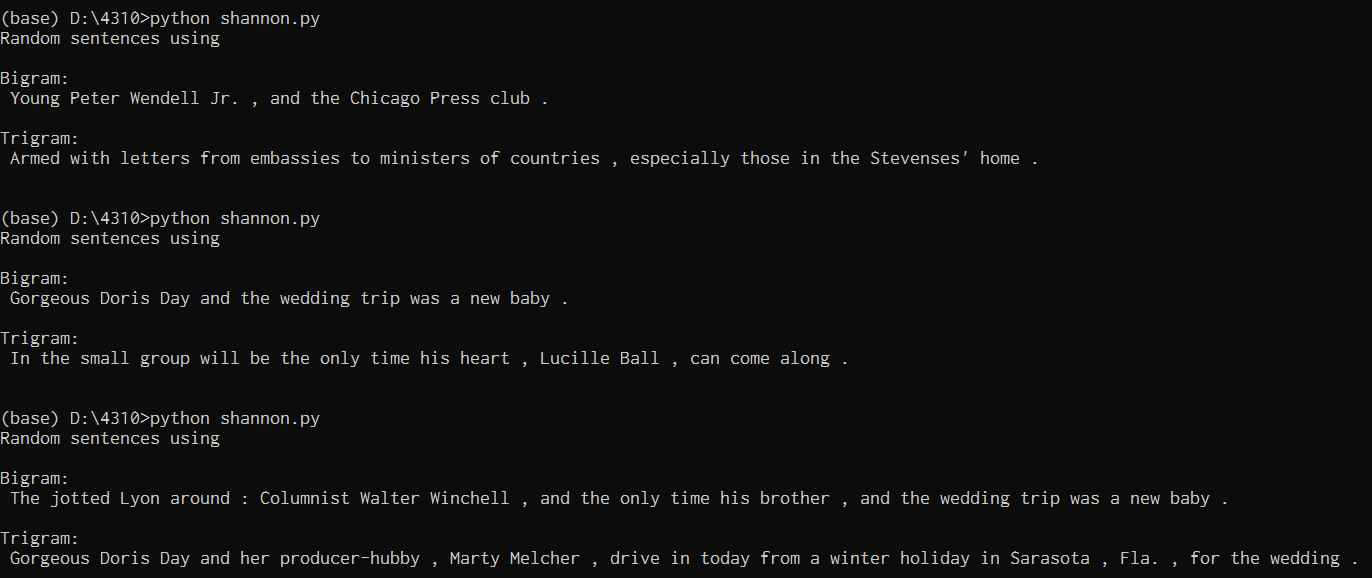 (base) D:\4310>python shannon.py
Random sentences using
Bigram:
Young Peter Wendell Jr. , and the Chicago Press club .
Trigram:
Armed with letters from embassies to ministers of countries , especially those in the Stevenses' home .
(base) D:\4310>python shannon.py
Random sentences using
Bigram:
Gorgeous Doris Day and the wedding trip was a new baby .
Trigram:
In the small group will be the only time his heart , Lucille Ball , can come along .
(base) D:\4310>python shannon.py
Random sentences using
Bigram:
The jotted Lyon around : Columnist Walter Winchell , and the only time his brother , and the wedding trip was a new baby .
Trigram:
Gorgeous Doris Day and her producer-hubby , Marty Melcher , drive in today from a winter holiday in Sarasota , Fla. , for the wedding .